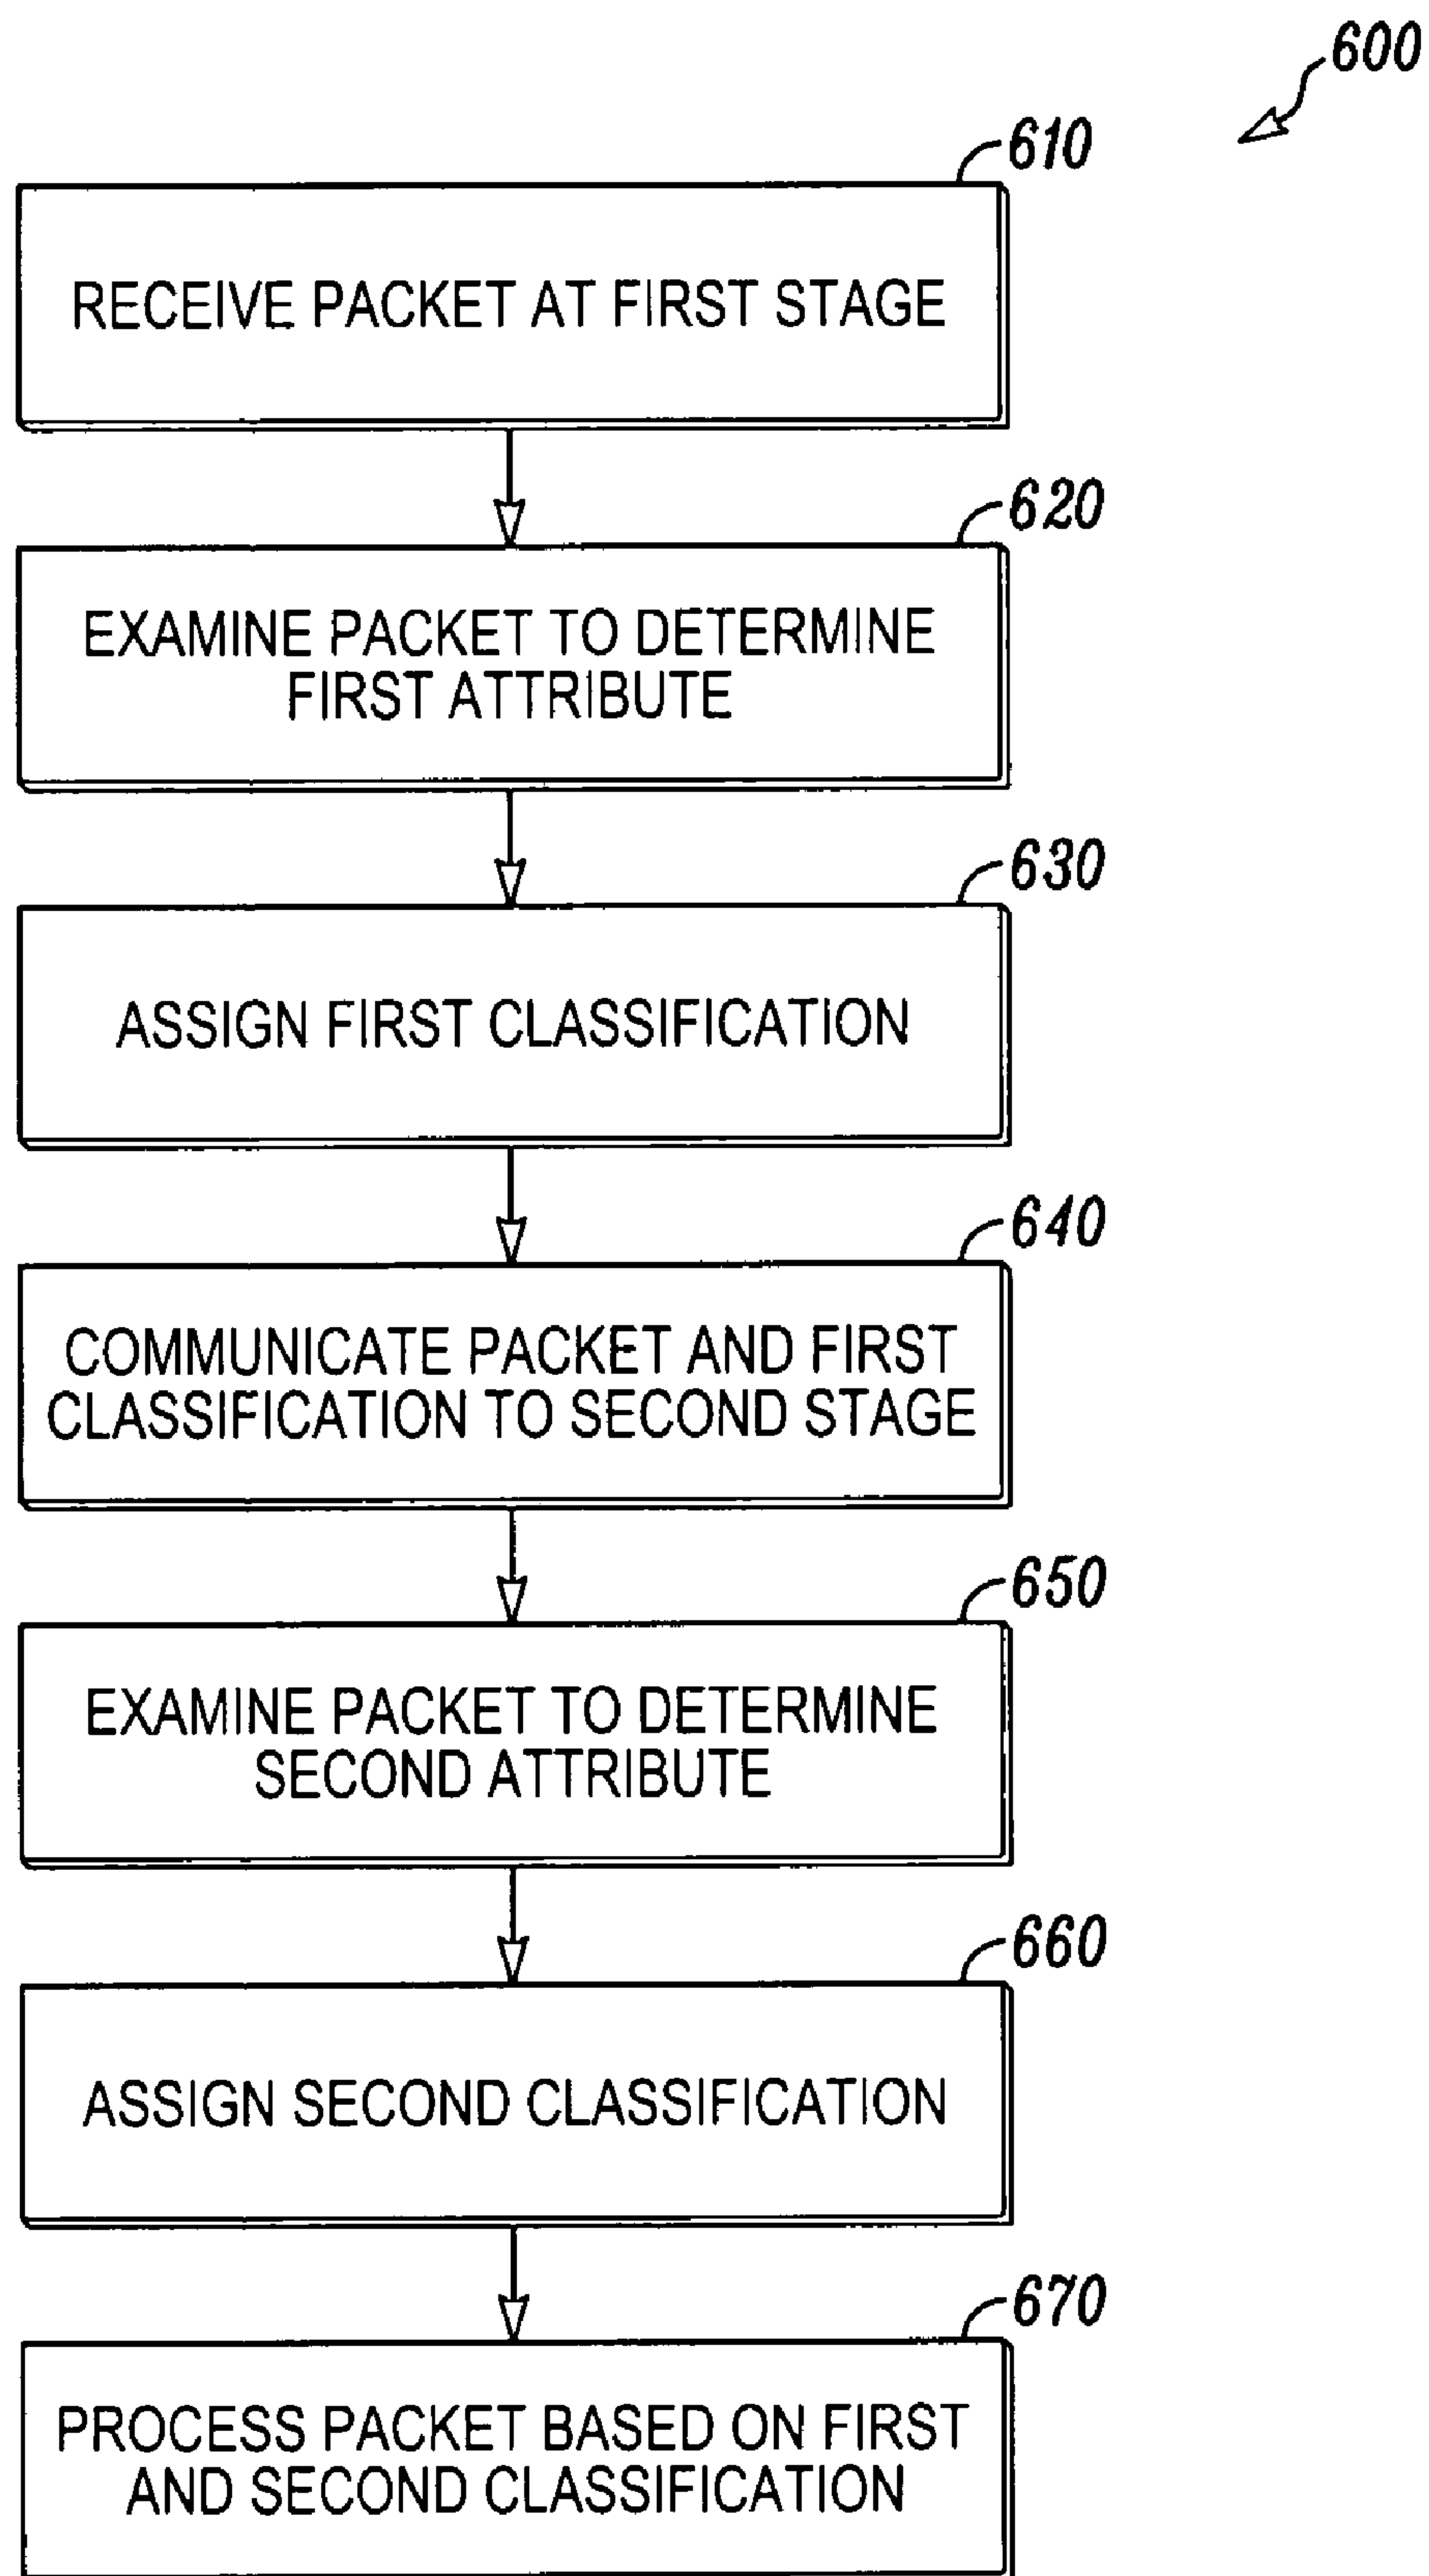 600
610
RECEIVE PACKET AT FIRST STAGE
620
EXAMINE PACKET TO DETERMINE
FIRST ATTRIBUTE
630
ASSIGN FIRST CLASSIFICATION
640
COMMUNICATE PACKET AND FIRST
CLASSIFICATION TO SECOND STAGE
650
EXAMINE PACKET TO DETERMINE
SECOND ATTRIBUTE
660
ASSIGN SECOND CLASSIFICATION
670
PROCESS PACKET BASED ON FIRST
AND SECOND CLASSIFICATION